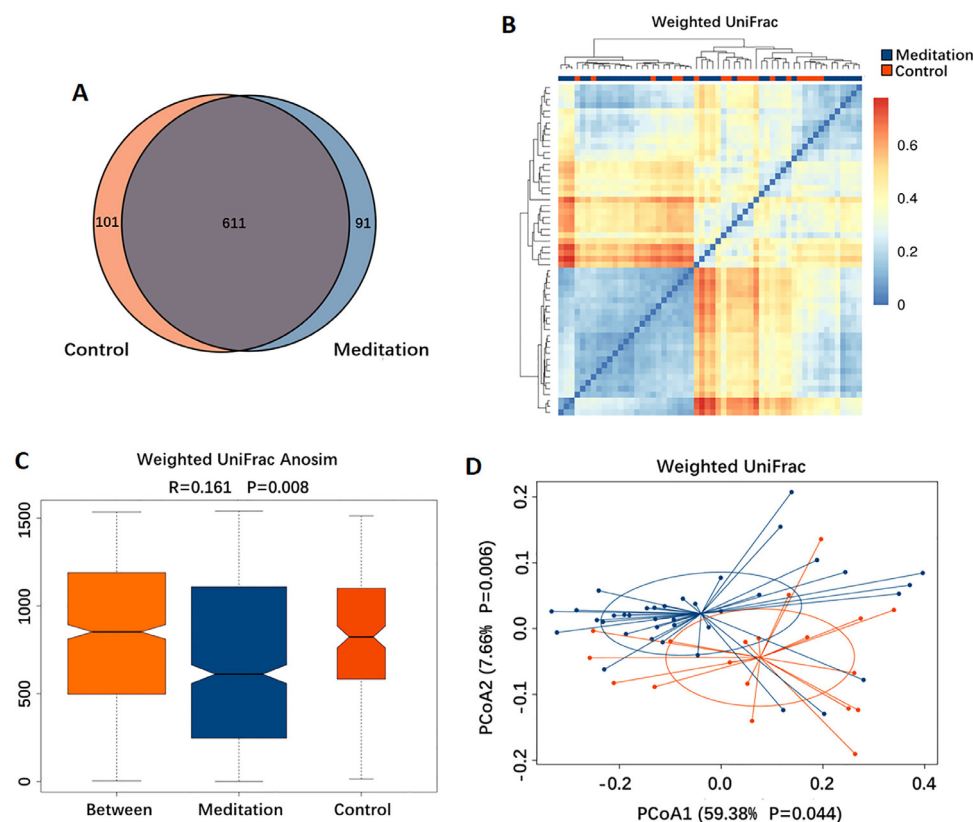 A
101
611
91
Control
Meditation
B
Weighted UniFrac
Meditation
Control
0.6
0.4
0.2
0
C
Weighted UniFrac Anosim
R=0.161 P=0.008
1500
1000
500
0
Between
Meditation
Control
D
Weighted UniFrac
PCoA2 (7.66% P=0.006)
0.2
0.1
0.0
-0.1
-0.2
-0.2
0.0
0.2
0.4
PCoA1 (59.38% P=0.044)